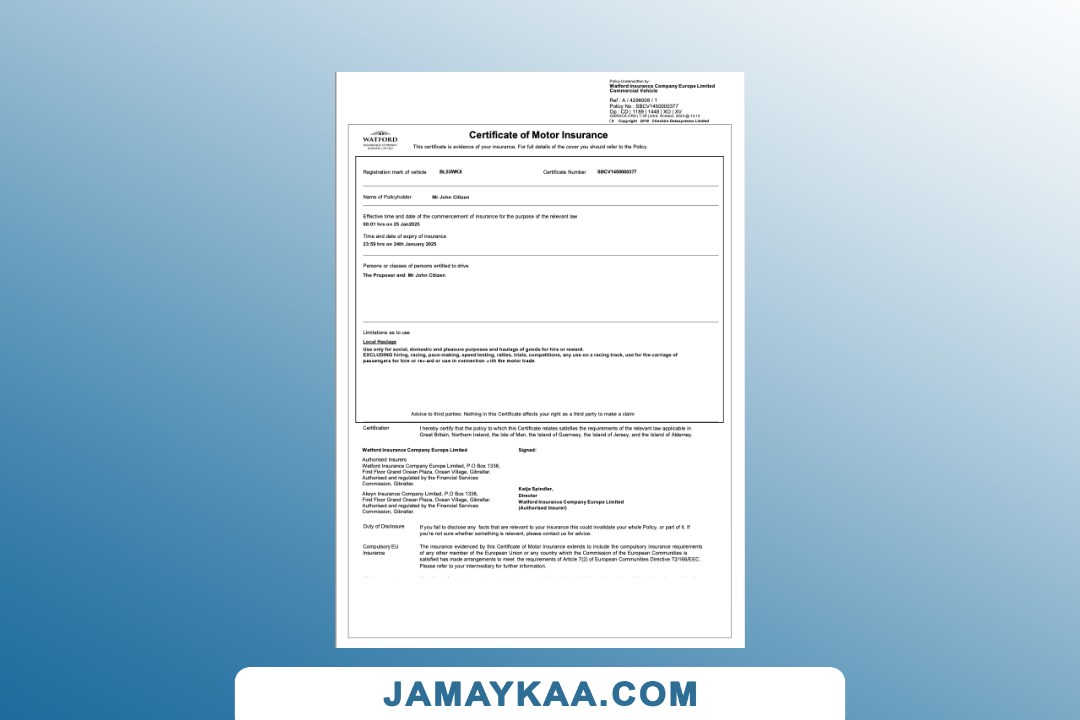 Policy Underwritten by:
Watford Insurance Company Europe Limited
Commercial Vehicle
Ref : A / 4298008 / 1
Policy No : SBCV1450000377
Op : CD | 1189 | 1448 | XO | XV
Copyright 2019 Cheshire Datasystems Limited
WATFORD
Certificate of Motor Insurance
This certificate is evidence of your insurance. For full details of the cover you should refer to the Policy.
Registration mark of vehicle Certificate Number SBCV1450000377
Name of Policyholder Mr John Citizen
Effective time and date of the commencement of insurance for the purpose of the relevant law
00:01 hrs on 25 Jan2025
Time and date of expiry of insurance
23:59 hrs on 24th January 2025
Persons or classes of persons entitled to drive
The Proposer and Mr John Citizen
Limitations as to use
Local Haulage
Use only for social, domestic and pleasure purposes and haulage of goods for hire or reward.
EXCLUDING hiring, racing, pace-making, speed testing, rallies, trials, competitions, any use on a racing track, use for the carriage of
passengers for hire or reward or use in connection with the motor trade.
Advice to third parties: Nothing in this Certificate affects your right as a third party to make a claim
Certification I hereby certify that the policy to which this Certificate relates satisfies the requirements of the relevant law applicable in
Great Britain, Northern Ireland, the Isle of Man, the Island of Guernsey, the Island of Jersey, and the Island of Alderney.
Watford Insurance Company Europe Limited Signed:
Authorised Insurers
Watford Insurance Company Europe Limited, P.O Box 1338,
First Floor Grand Ocean Plaza, Ocean Village, Gibraltar.
Authorised and regulated by the Financial Services
Commission, Gibraltar.
Alwyn Insurance Company Limited, P.O Box 1338,
First Floor Grand Ocean Plaza, Ocean Village, Gibraltar.
Authorised and regulated by the Financial Services
Commission, Gibraltar.
Katja Spindler,
Director
Watford Insurance Company Europe Limited
(Authorised Insurer)
Duty of Disclosure If you fail to disclose any facts that are relevant to your insurance this could invalidate your whole Policy, or part of it. If
you're not sure whether something is relevant, please contact us for advice.
Compulsory EU
Insurance
The insurance evidenced by this Certificate of Motor Insurance extends to include the compulsory insurance requirements
of any other member of the European Union or any country which the Commission of the European Communities is
satisfied has made arrangements to meet the requirements of Article 7(2) of European Communities Directive 72/166/EEC.
Please refer to your intermediary for further information.
JAMAYKAA.COM